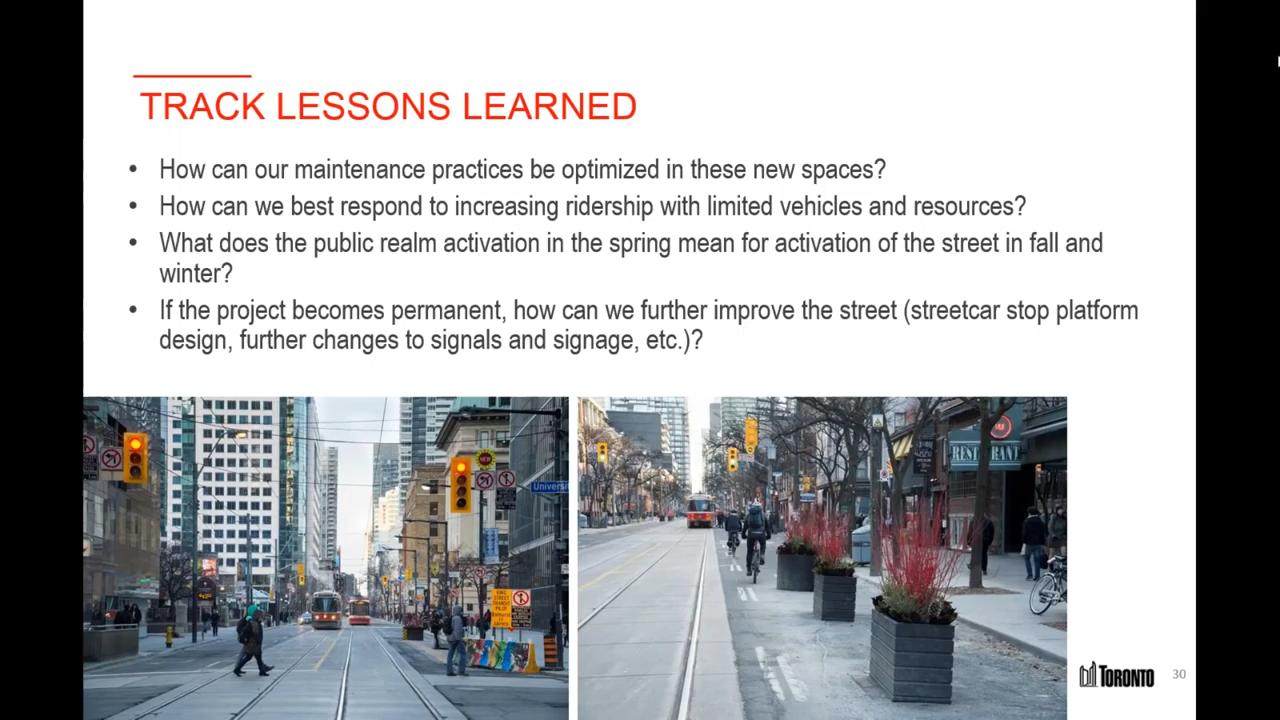 TRACK LESSONS LEARNED
• How can our maintenance practices be optimized in these new spaces?
• How can we best respond to increasing ridership with limited vehicles and resources?
• What does the public realm activation in the spring mean for activation of the street in fall and
winter?
• If the project becomes permanent, how can we further improve the street (streetcar stop platform
design, further changes to signals and signage, etc.)?
Universi
RESTAURANT
TORONTO
30